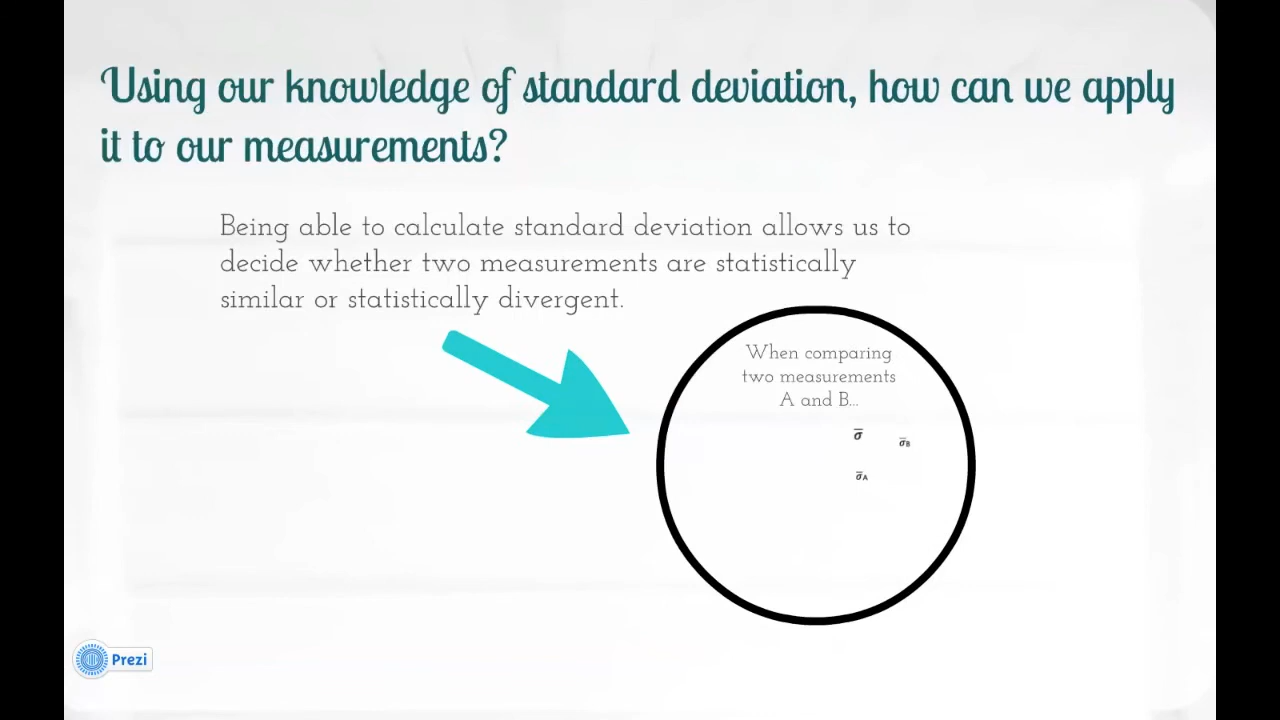 Using our knowledge of standard deviation, how can we apply
it to our measurements?
Being able to calculate standard deviation allows us to
decide whether two measurements are statistically
similar or statistically divergent.
When comparing
two measurements
A and B...
σ̅ σ̅B
σ̅A
Prezi